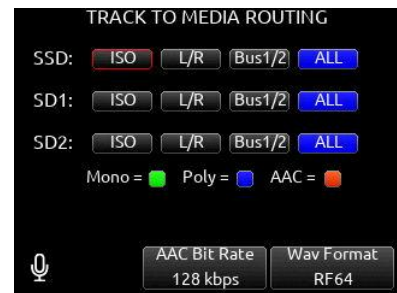 TRACK TO MEDIA ROUTING
SSD: ISO L/R Bus1/2 ALL
SD1: ISO L/R Bus1/2 ALL
SD2: ISO L/R Bus1/2 ALL
Mono = Poly = AAC =
AAC Bit Rate Wav Format
128 kbps RF64